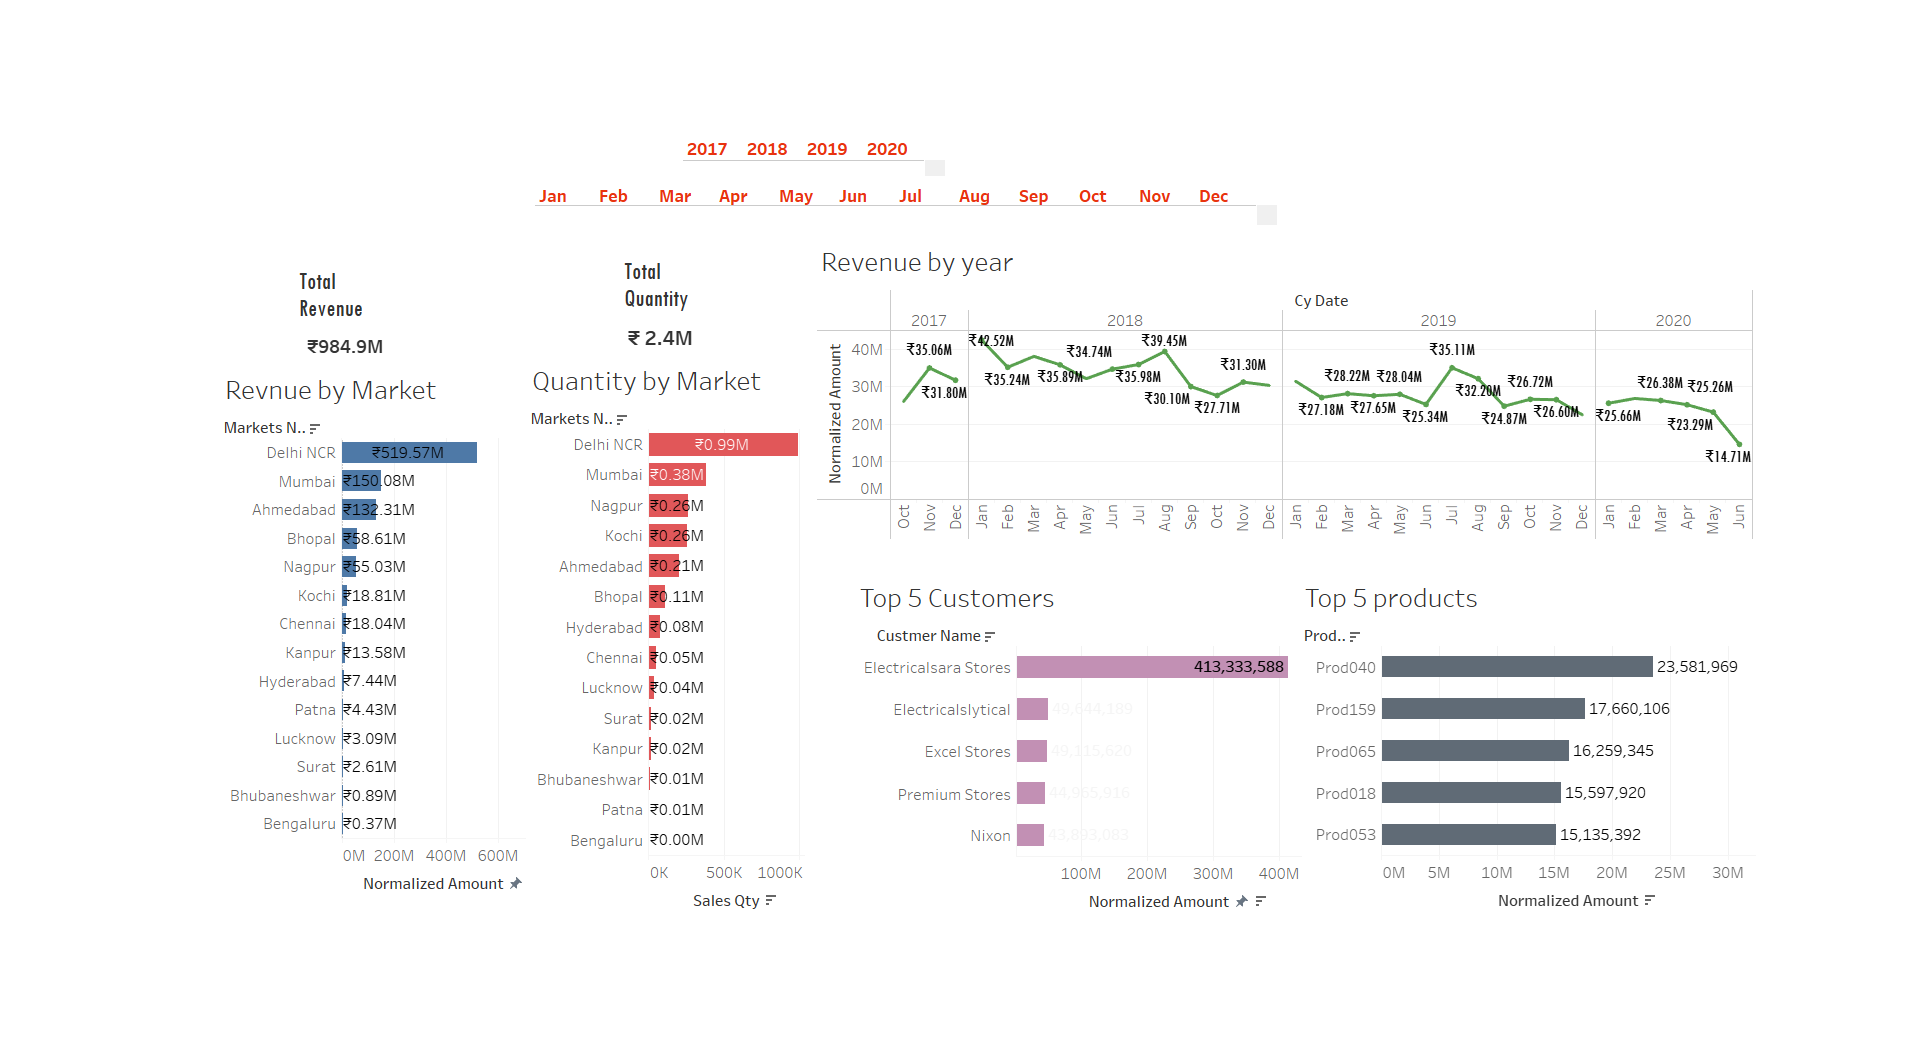 2017 2018 2019 2020
Jan Feb Mar Apr May Jun Jul Aug Sep Oct Nov Dec
Total
Revenue
₹984.9M
Total
Quantity
₹ 2.4M
Revnue by Market
Markets N..
Delhi NCR ₹519.57M
Mumbai ₹150.08M
Ahmedabad ₹132.31M
Bhopal ₹58.61M
Nagpur ₹55.03M
Kochi ₹18.81M
Chennai ₹18.04M
Kanpur ₹13.58M
Hyderabad ₹7.44M
Patna ₹4.43M
Lucknow ₹3.09M
Surat ₹2.61M
Bhubaneshwar ₹0.89M
Bengaluru ₹0.37M
0M 200M 400M 600M
Normalized Amount
Quantity by Market
Markets N..
Delhi NCR ₹0.99M
Mumbai ₹0.38M
Nagpur ₹0.26M
Kochi ₹0.26M
Ahmedabad ₹0.21M
Bhopal ₹0.11M
Hyderabad ₹0.08M
Chennai ₹0.05M
Lucknow ₹0.04M
Surat ₹0.02M
Kanpur ₹0.02M
Bhubaneshwar ₹0.01M
Patna ₹0.01M
Bengaluru ₹0.00M
0K 500K 1000K
Sales Qty
Revenue by year
Cy Date
2017 2018 2019 2020
Normalized Amount
40M
30M
20M
10M
0M
₹35.06M ₹31.80M
₹42.52M ₹35.24M ₹35.89M ₹34.74M ₹35.98M ₹39.45M ₹30.10M ₹27.71M ₹31.30M
₹27.18M ₹28.22M ₹27.65M ₹28.04M ₹25.34M ₹35.11M ₹32.20M ₹24.87M ₹26.72M ₹26.60M
₹25.66M ₹26.38M ₹25.26M ₹23.29M ₹14.71M
Oct Nov Dec Jan Feb Mar Apr May Jun Jul Aug Sep Oct Nov Dec Jan Feb Mar Apr May Jun Jul Aug Sep Oct Nov Dec Jan Feb Mar Apr May Jun
Top 5 Customers
Custmer Name
Electricalsara Stores 413,333,588
Electricalslytical 49,644,189
Excel Stores 49,115,620
Premium Stores 44,965,916
Nixon 43,893,083
100M 200M 300M 400M
Normalized Amount
Top 5 products
Prod..
Prod040 23,581,969
Prod159 17,660,106
Prod065 16,259,345
Prod018 15,597,920
Prod053 15,135,392
0M 5M 10M 15M 20M 25M 30M
Normalized Amount